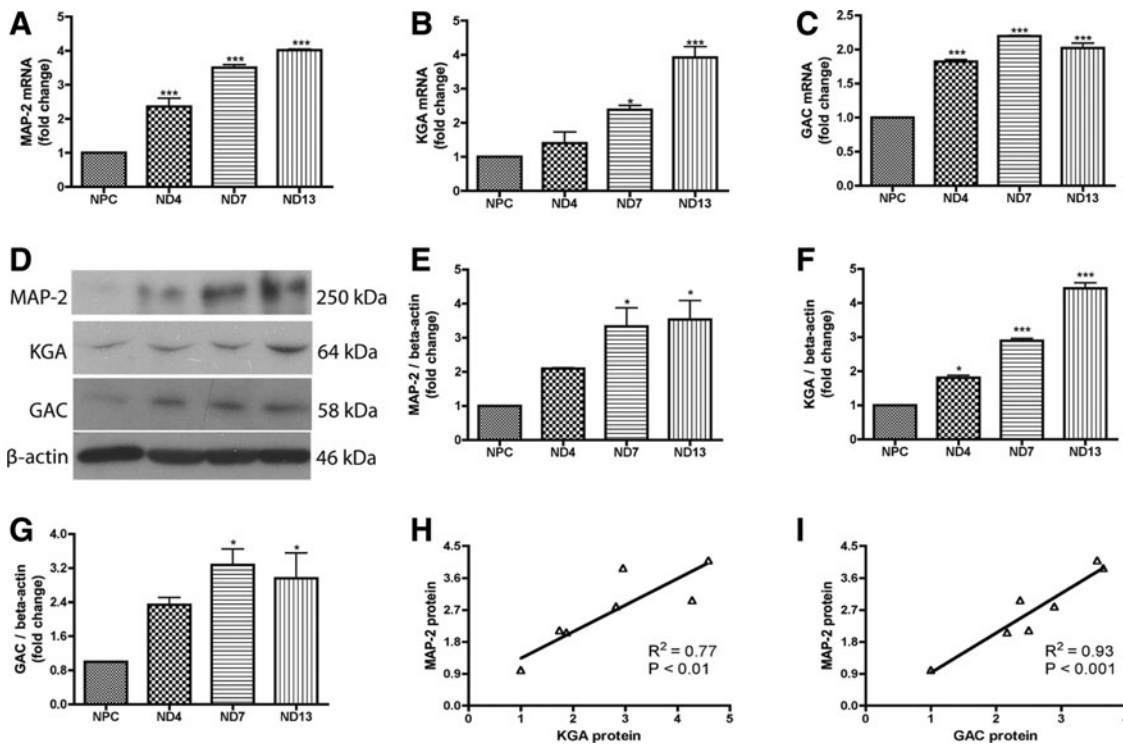 A
MAP-2 mRNA
(fold change)
5
4
3
2
1
0
***
***
***
NPC
ND4
ND7
ND13
B
KGA mRNA
(fold change)
5
4
3
2
1
0
*
***
NPC
ND4
ND7
ND13
C
GAC mRNA
(fold change)
2.5
2.0
1.5
1.0
0.5
0.0
***
***
***
NPC
ND4
ND7
ND13
D
MAP-2
250 kDa
KGA
64 kDa
GAC
58 kDa
β-actin
46 kDa
E
MAP-2 / beta-actin
(fold change)
5
4
3
2
1
0
*
*
NPC
ND4
ND7
ND13
F
KGA / beta-actin
(fold change)
5
4
3
2
1
0
*
***
***
NPC
ND4
ND7
ND13
G
GAC / beta-actin
(fold change)
4.0
3.2
2.4
1.6
0.8
0.0
*
*
NPC
ND4
ND7
ND13
H
MAP-2 protein
4.5
3.6
2.7
1.8
0.9
0.0
R² = 0.77
P < 0.01
0 1 2 3 4 5
KGA protein
I
MAP-2 protein
4.5
3.6
2.7
1.8
0.9
0.0
R² = 0.93
P < 0.001
0 1 2 3 4
GAC protein